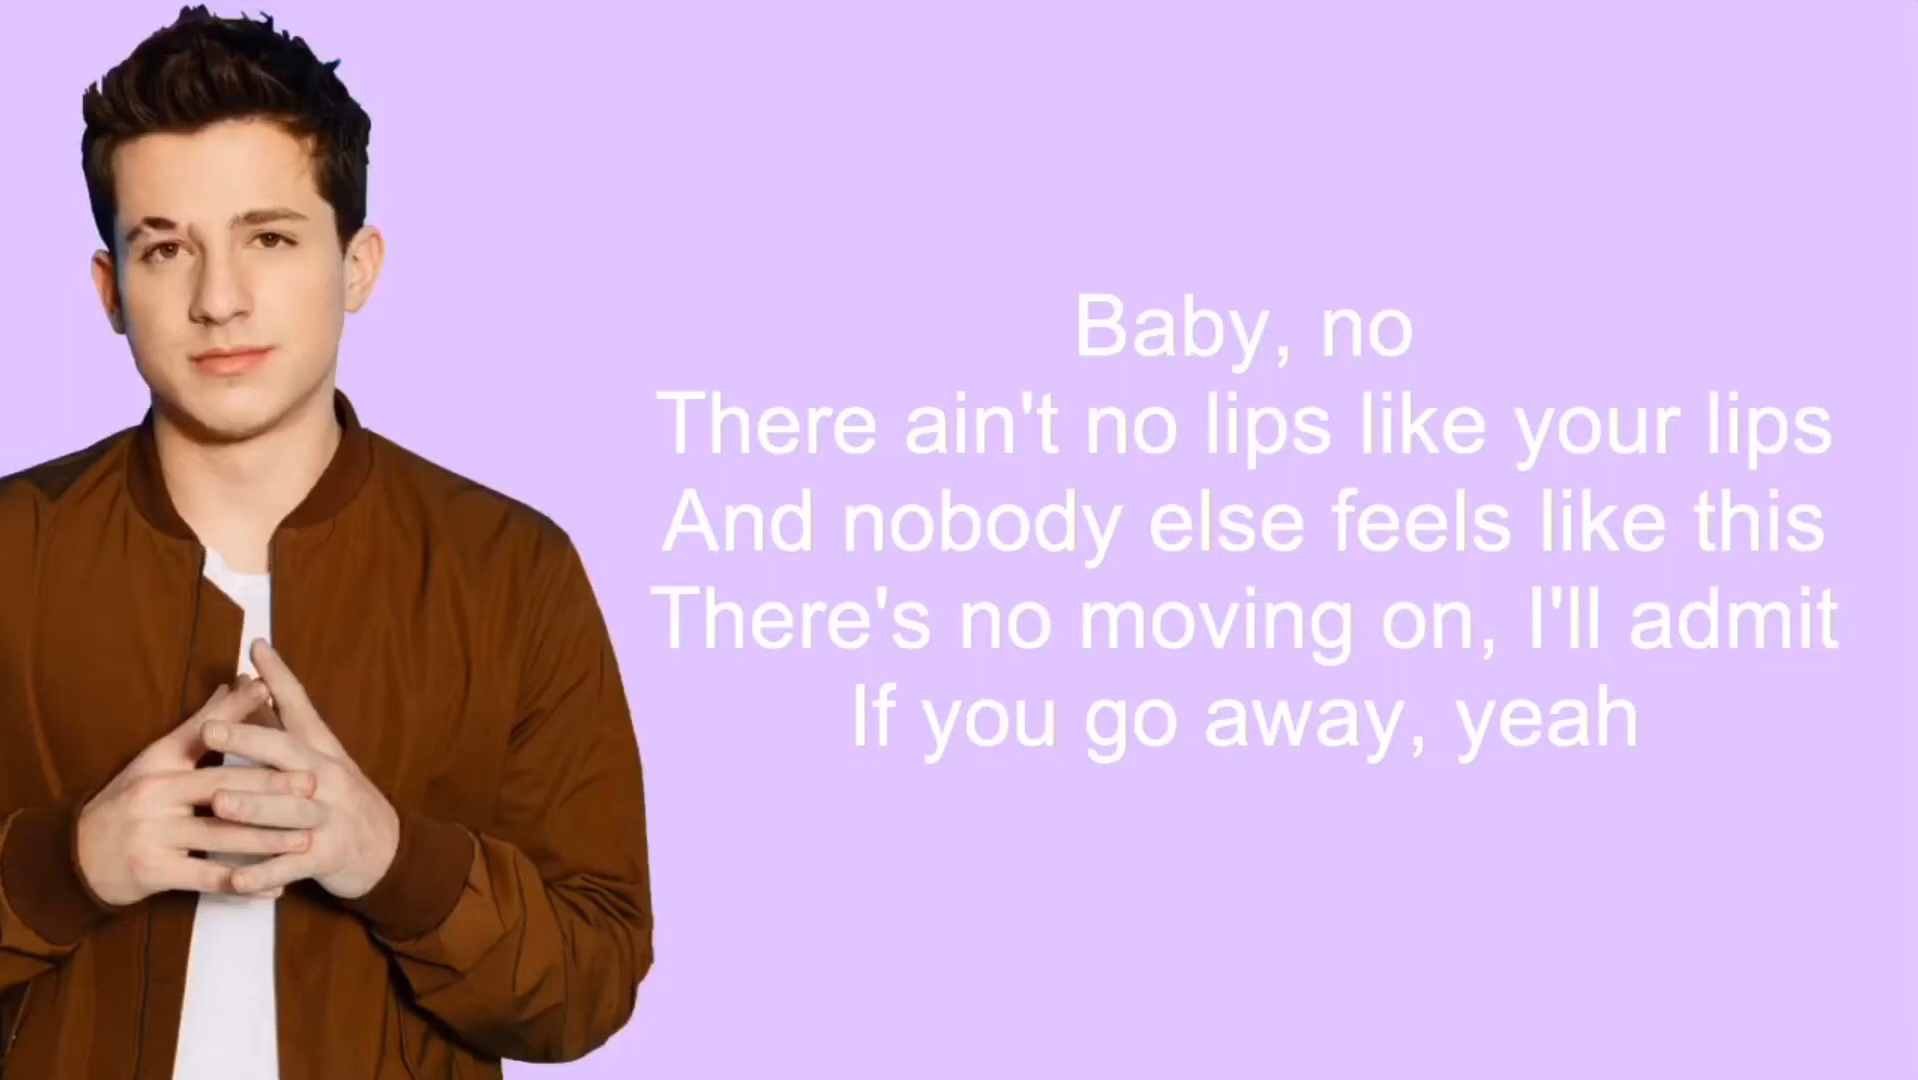 Baby, no
There ain't no lips like your lips
And nobody else feels like this
There's no moving on, I'll admit
If you go away, yeah